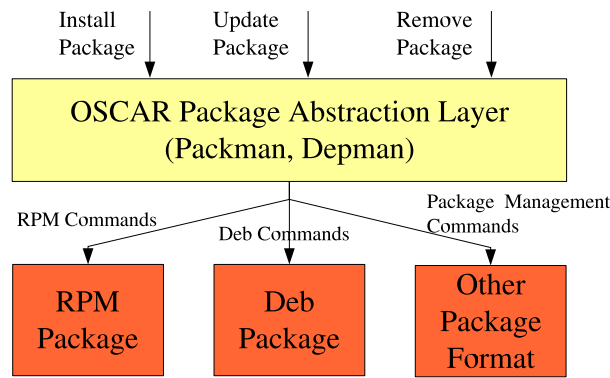 Install
Package
Update
Package
Remove
Package
OSCAR Package Abstraction Layer
(Packman, Depman)
RPM Commands
Deb Commands
Package Management
Commands
RPM
Package
Deb
Package
Other
Package
Format